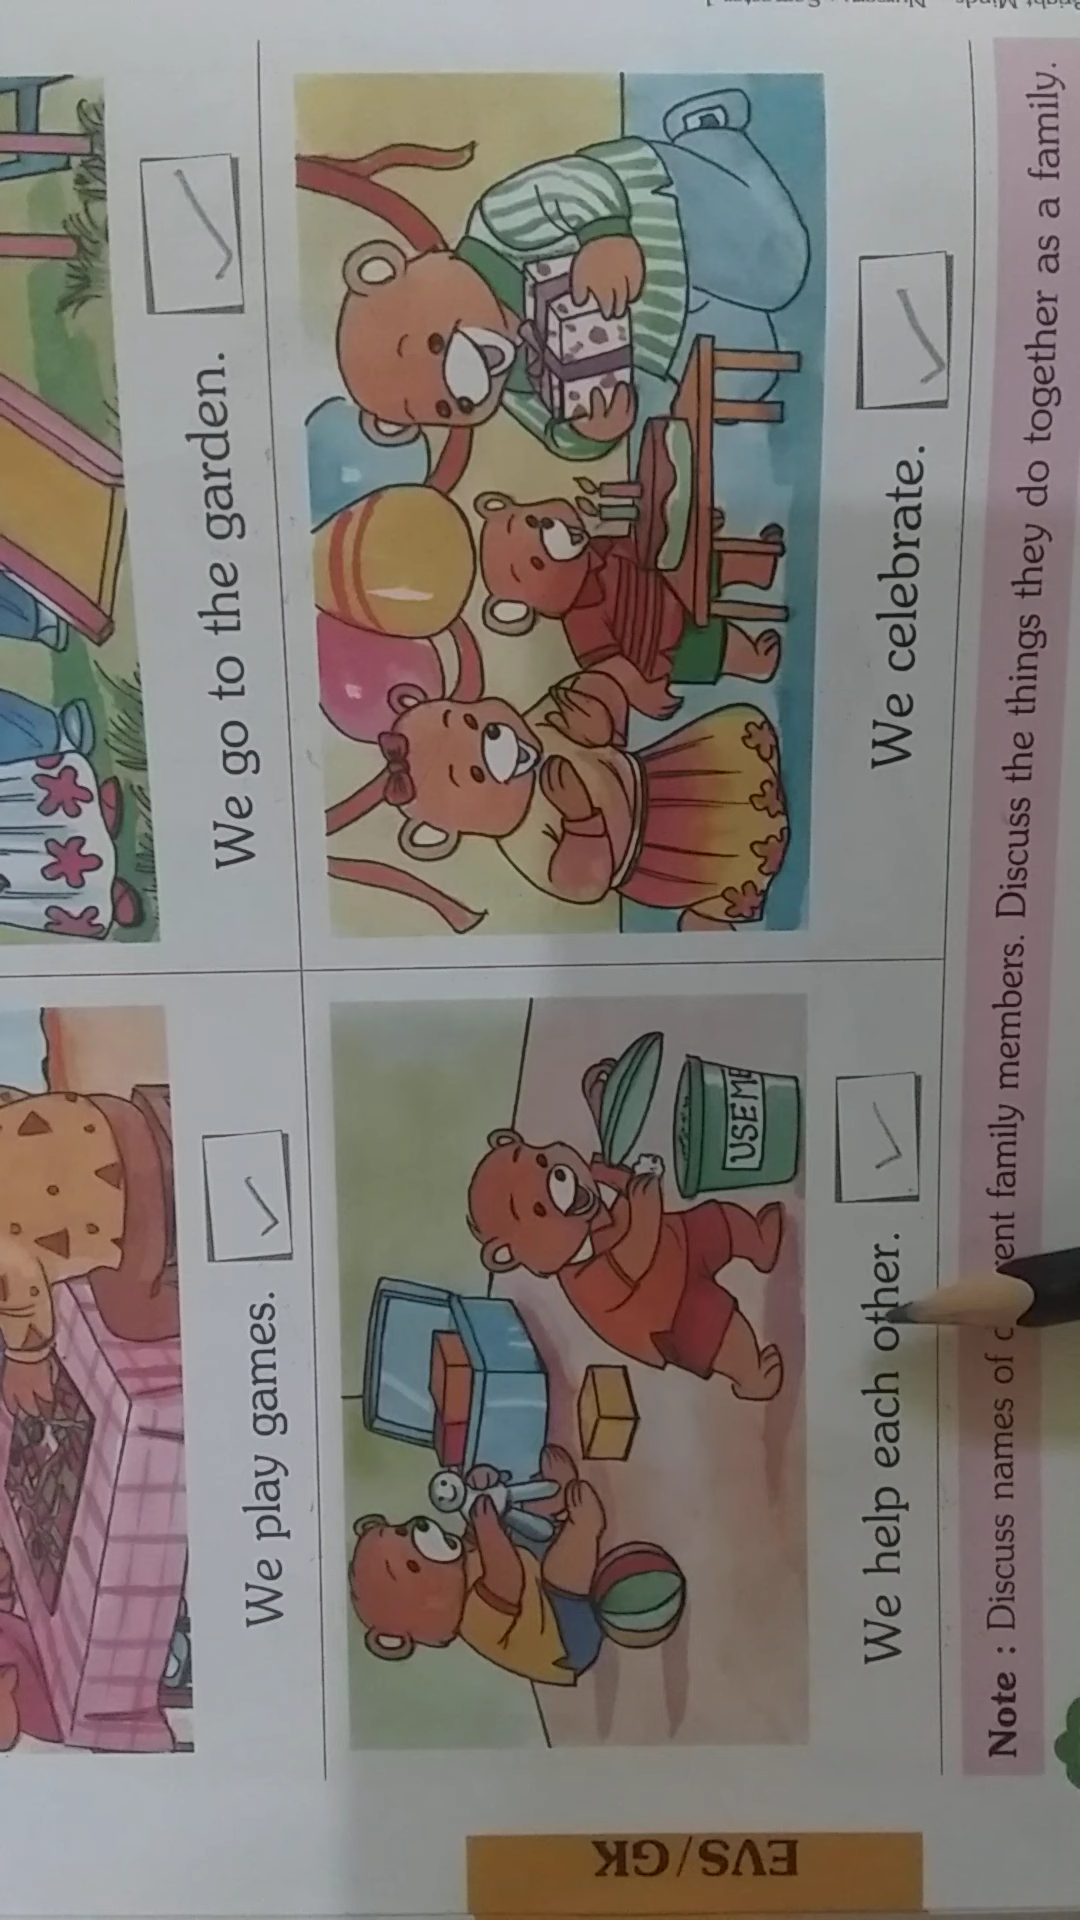 We play games.
We go to the garden.
USE ME
We help each other.
We celebrate.
Note : Discuss names of rent family members. Discuss the things they do together as a family.
EVS/GK